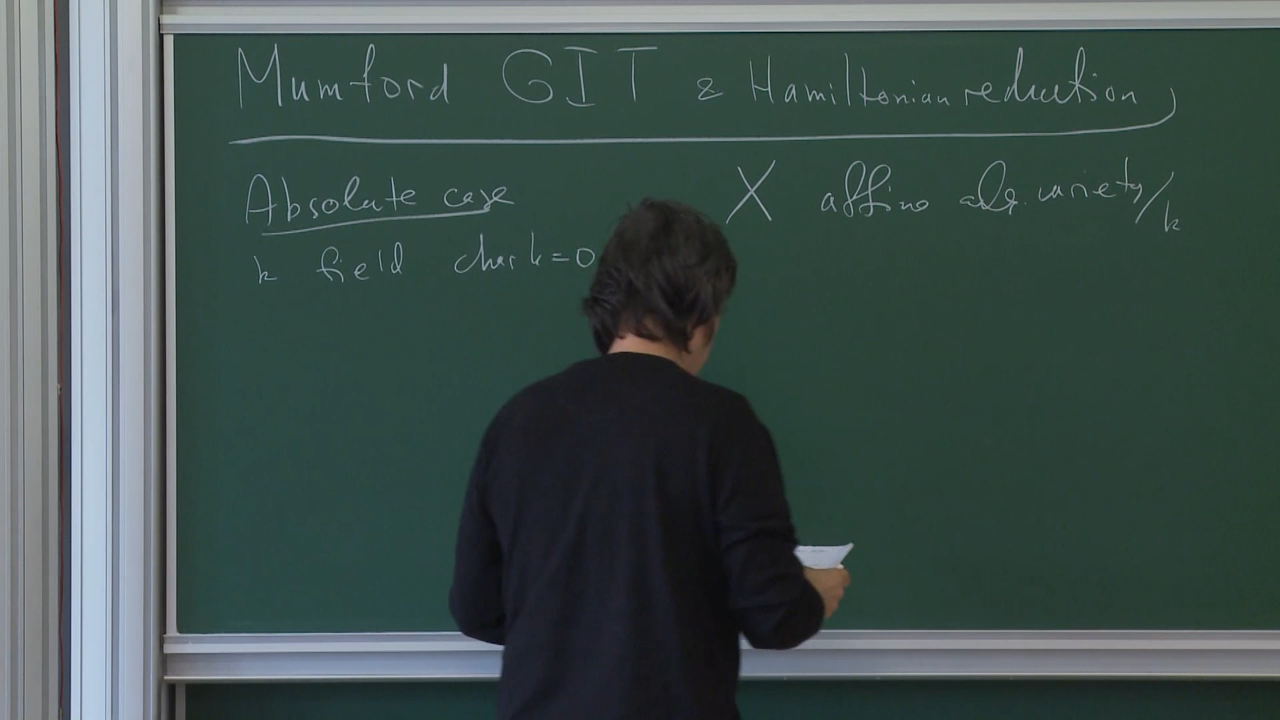 Mumford GIT & Hamiltonian reduction
Absolute case
k field char k=0
X affine alg. variety/k